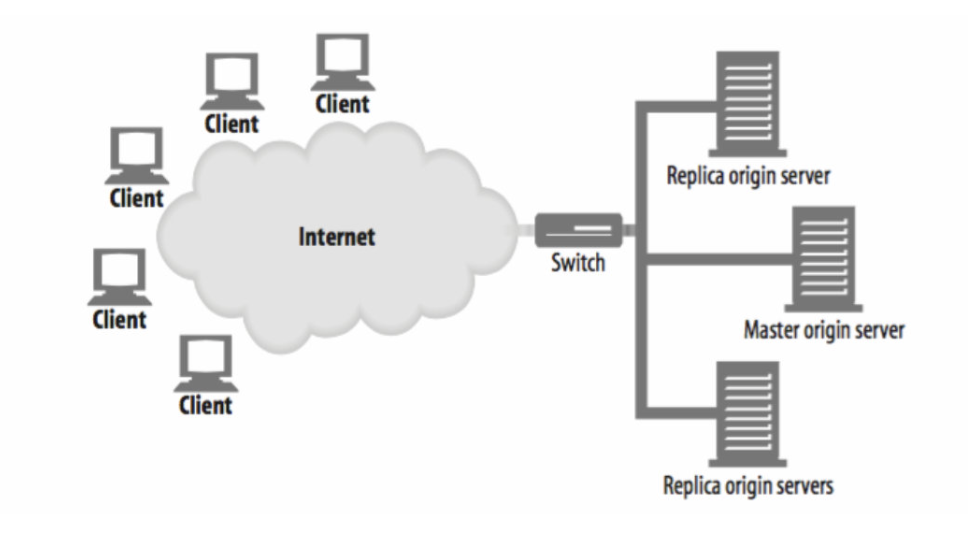 Client
Client
Client
Client
Client
Internet
Switch
Replica origin server
Master origin server
Replica origin servers